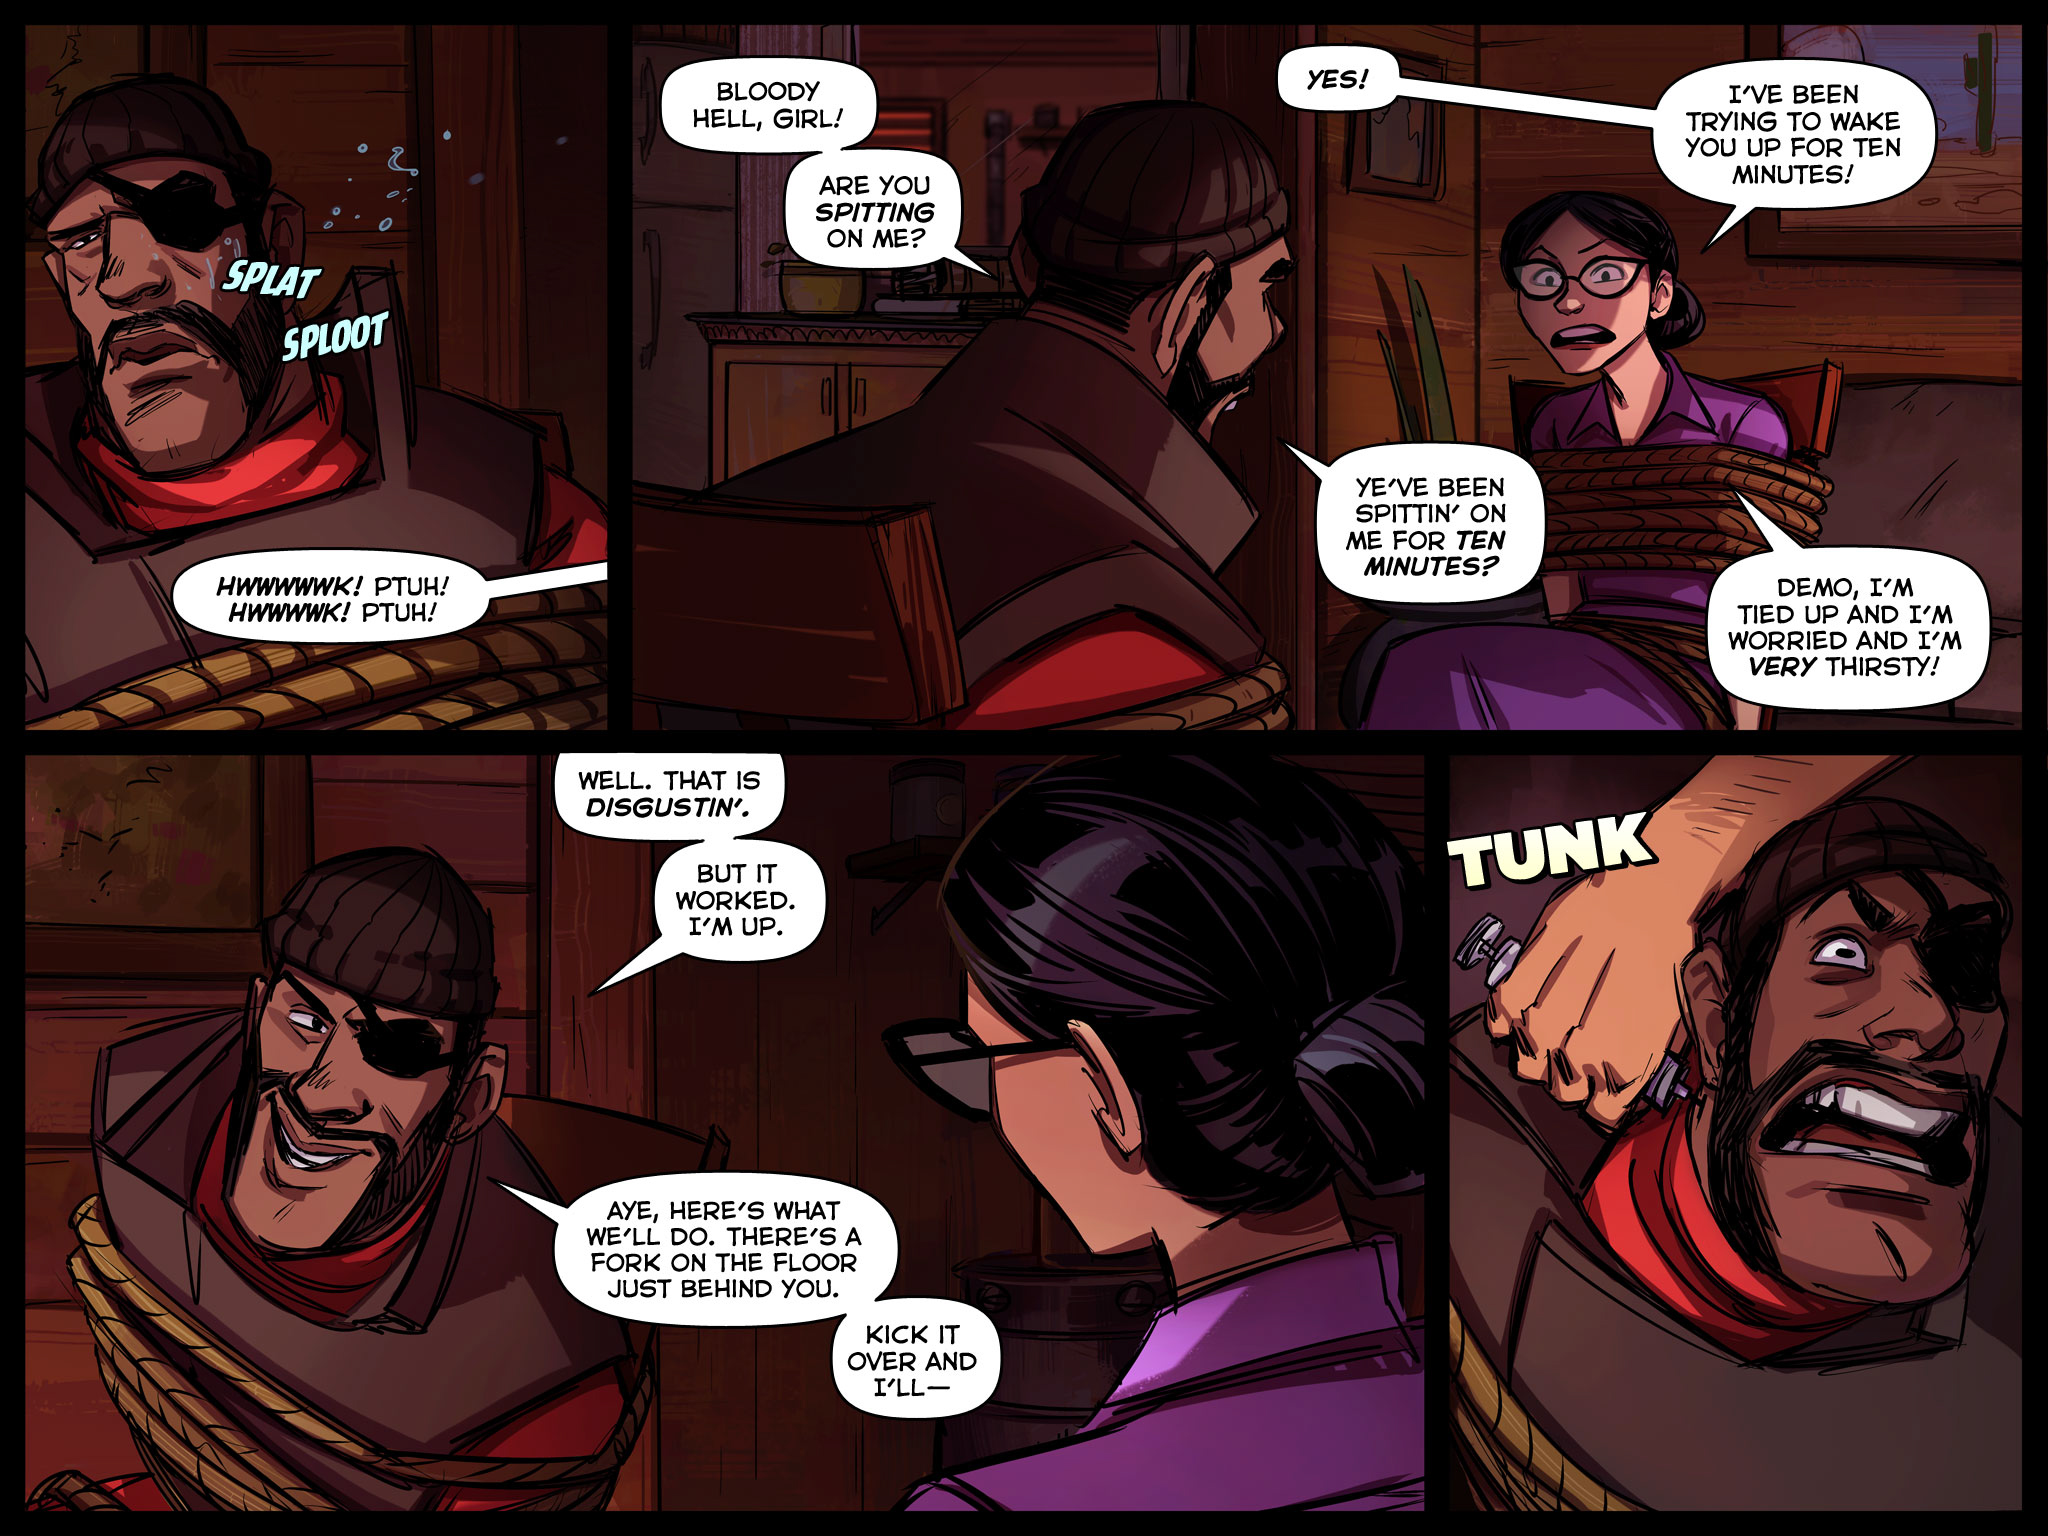 SPLAT
SPLOOT
HWWWWWK! PTUH!
HWWWWK! PTUH!
BLOODY
HELL, GIRL!
ARE YOU
SPITTING
ON ME?
YES!
I'VE BEEN
TRYING TO WAKE
YOU UP FOR TEN
MINUTES!
YE'VE BEEN
SPITTIN' ON
ME FOR TEN
MINUTES?
DEMO, I'M
TIED UP AND I'M
WORRIED AND I'M
VERY THIRSTY!
WELL. THAT IS
DISGUSTIN'.
BUT IT
WORKED.
I'M UP.
AYE, HERE'S WHAT
WE'LL DO. THERE'S A
FORK ON THE FLOOR
JUST BEHIND YOU.
KICK IT
OVER AND
I'LL—
TUNK